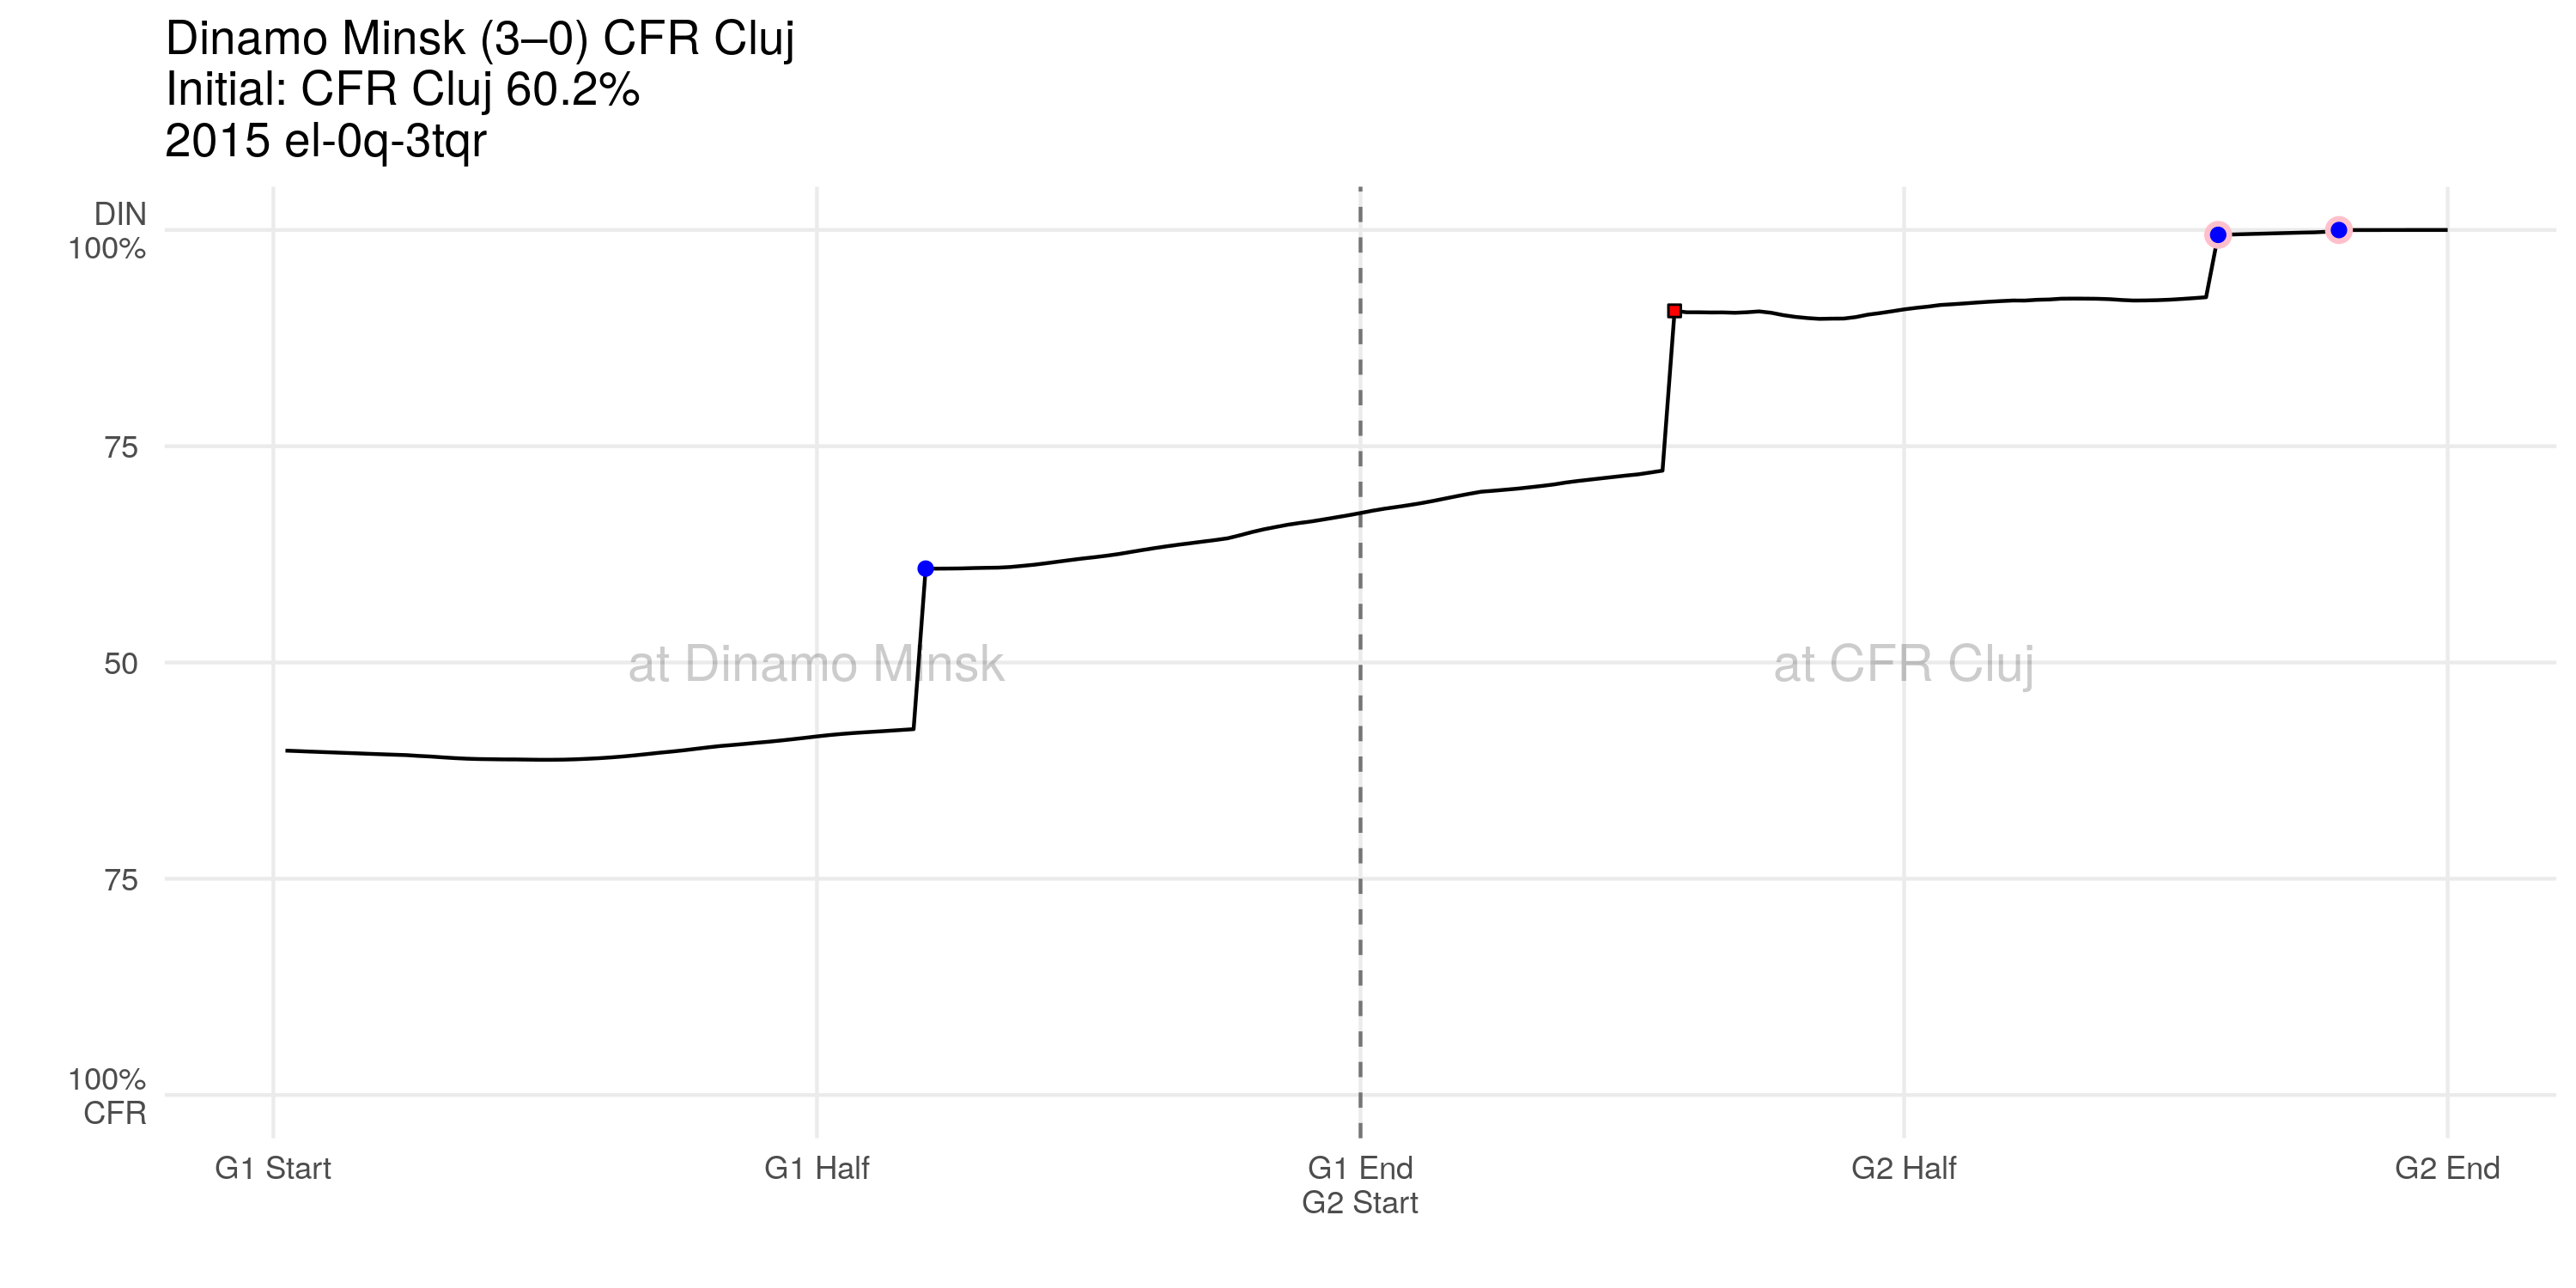 Dinamo Minsk (3–0) CFR Cluj
Initial: CFR Cluj 60.2%
2015 el-0q-3tqr
DIN
100%
75
50
75
100%
CFR
at Dinamo Minsk
at CFR Cluj
G1 Start
G1 Half
G1 End
G2 Start
G2 Half
G2 End